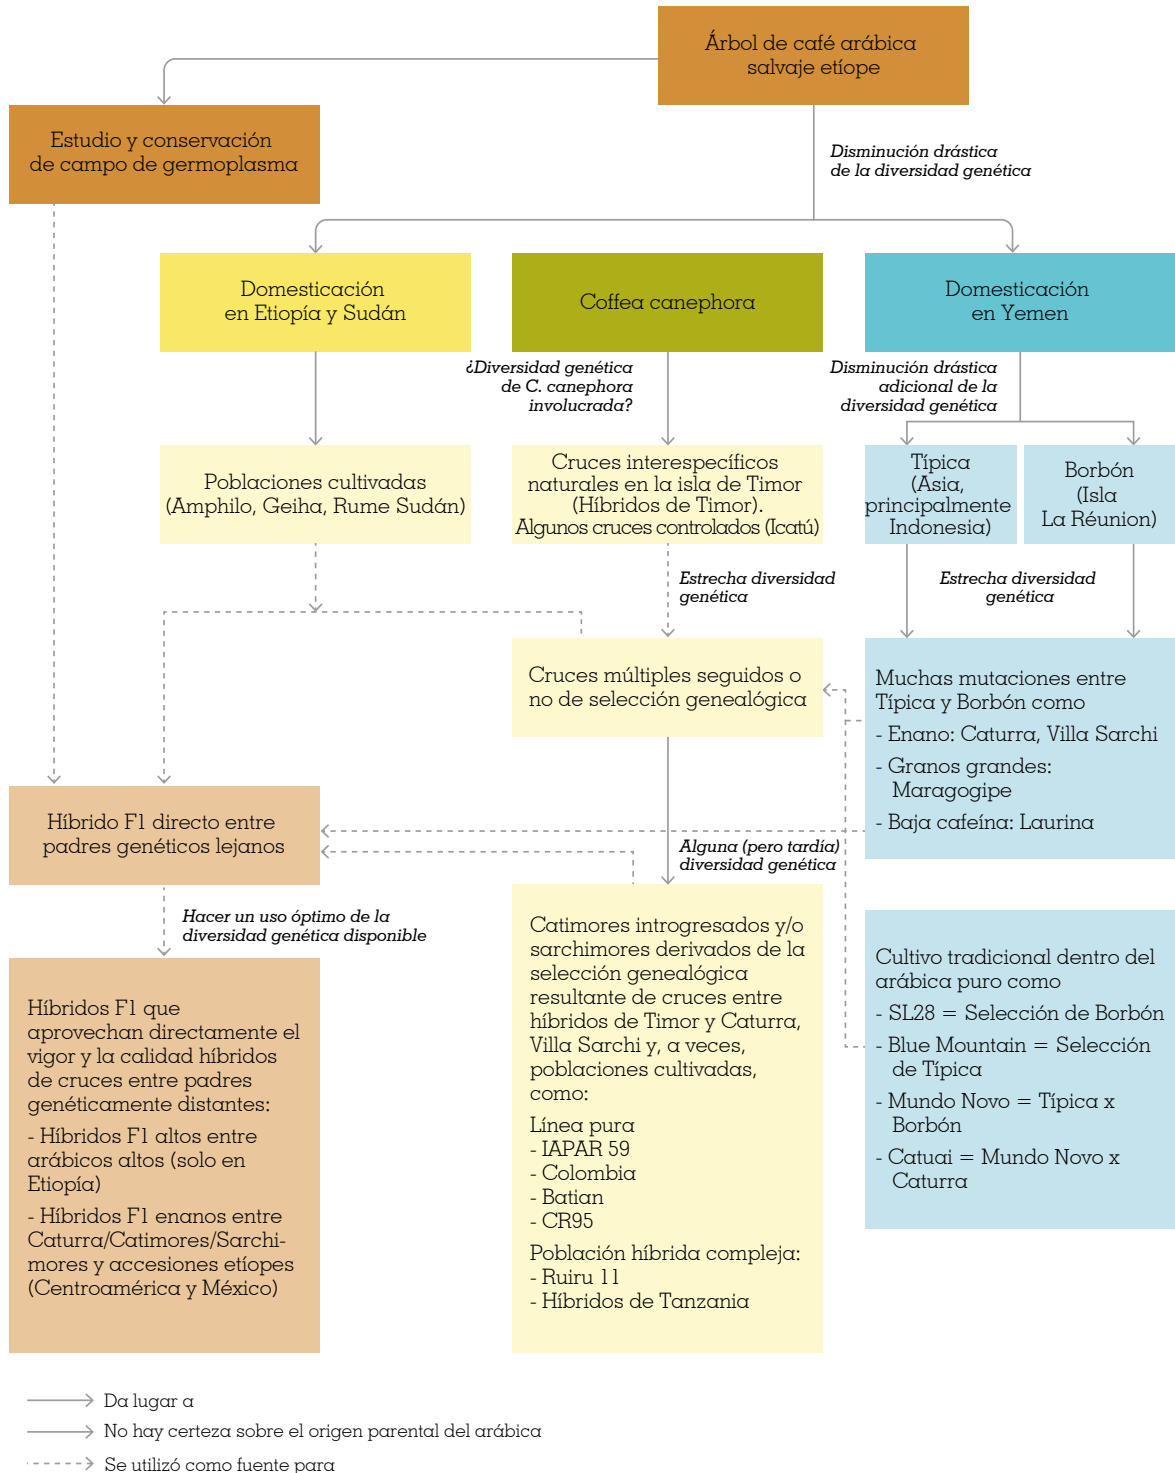 Árbol de café arábica
salvaje etíope
Estudio y conservación
de campo de germoplasma
Disminución drástica
de la diversidad genética
Domesticación
en Etiopía y Sudán
Coffea canephora
Domesticación
en Yemen
¿Diversidad genética
de C. canephora
involucrada?
Disminución drástica
adicional de la
diversidad genética
Poblaciones cultivadas
(Amphilo, Geiha, Rume Sudán)
Cruces interespecíficos
naturales en la isla de Timor
(Híbridos de Timor).
Algunos cruces controlados (Icatú)
Típica
(Asia,
principalmente
Indonesia)
Borbón
(Isla
La Réunion)
Estrecha diversidad
genética
Estrecha diversidad
genética
Cruces múltiples seguidos o
no de selección genealógica
Muchas mutaciones entre
Típica y Borbón como
- Enano: Caturra, Villa Sarchi
- Granos grandes:
Maragogipe
- Baja cafeína: Laurina
Híbrido F1 directo entre
padres genéticos lejanos
Alguna (pero tardía)
diversidad genética
Hacer un uso óptimo de la
diversidad genética disponible
Híbridos F1 que
aprovechan directamente el
vigor y la calidad híbridos
de cruces entre padres
genéticamente distantes:
- Híbridos F1 altos entre
arábicos altos (solo en
Etiopía)
- Híbridos F1 enanos entre
Caturra/Catimores/Sarchi-
mores y accesiones etíopes
(Centroamérica y México)
Catimores introgresados y/o
sarchimores derivados de la
selección genealógica
resultante de cruces entre
híbridos de Timor y Caturra,
Villa Sarchi y, a veces,
poblaciones cultivadas,
como:
Línea pura
- IAPAR 59
- Colombia
- Batian
- CR95
Población híbrida compleja:
- Ruiru 11
- Híbridos de Tanzania
Cultivo tradicional dentro del
arábica puro como
- SL28 = Selección de Borbón
- Blue Mountain = Selección
de Típica
- Mundo Novo = Típica x
Borbón
- Catuai = Mundo Novo x
Caturra
Da lugar a
No hay certeza sobre el origen parental del arábica
Se utilizó como fuente para